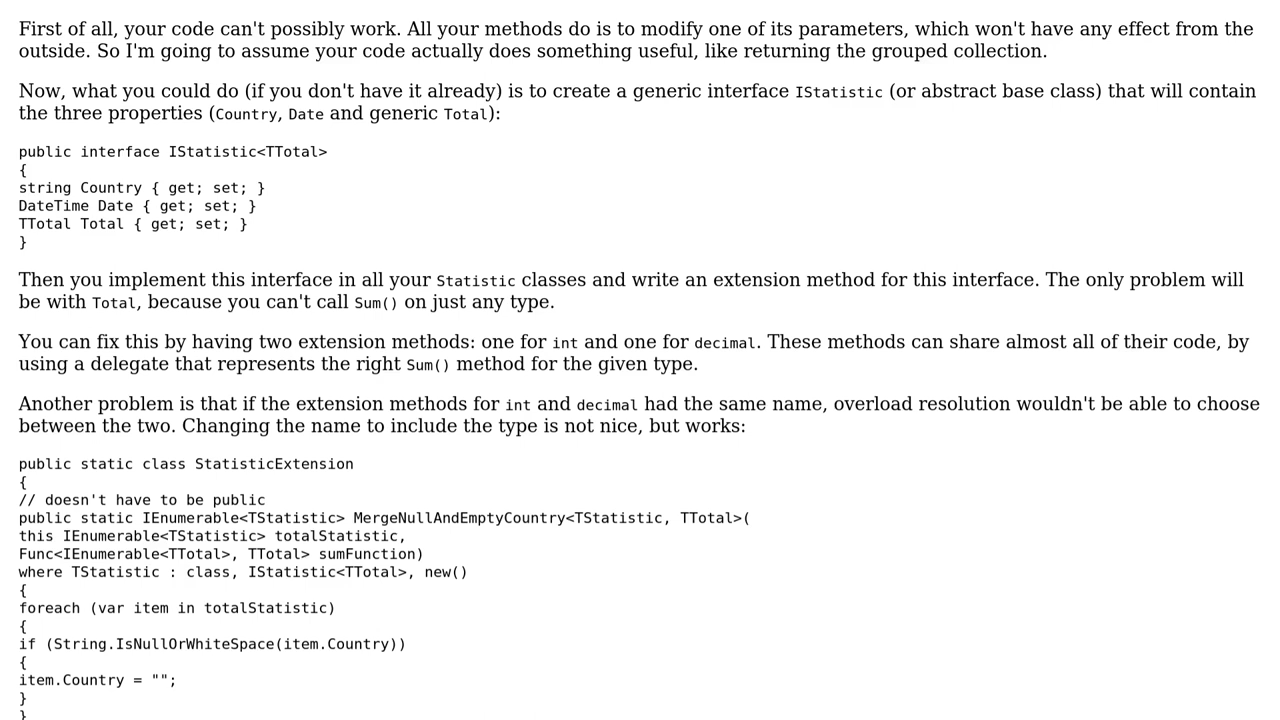 First of all, your code can't possibly work. All your methods do is to modify one of its parameters, which won't have any effect from the
outside. So I'm going to assume your code actually does something useful, like returning the grouped collection.
Now, what you could do (if you don't have it already) is to create a generic interface IStatistic (or abstract base class) that will contain
the three properties (Country, Date and generic Total):
public interface IStatistic<TTotal>
{
string Country { get; set; }
DateTime Date { get; set; }
TTotal Total { get; set; }
}
Then you implement this interface in all your Statistic classes and write an extension method for this interface. The only problem will
be with Total, because you can't call Sum() on just any type.
You can fix this by having two extension methods: one for int and one for decimal. These methods can share almost all of their code, by
using a delegate that represents the right Sum() method for the given type.
Another problem is that if the extension methods for int and decimal had the same name, overload resolution wouldn't be able to choose
between the two. Changing the name to include the type is not nice, but works:
public static class StatisticExtension
{
// doesn't have to be public
public static IEnumerable<TStatistic> MergeNullAndEmptyCountry<TStatistic, TTotal>(
this IEnumerable<TStatistic> totalStatistic,
Func<IEnumerable<TTotal>, TTotal> sumFunction)
where TStatistic : class, IStatistic<TTotal>, new()
{
foreach (var item in totalStatistic)
{
if (String.IsNullOrWhiteSpace(item.Country))
{
item.Country = "";
}
}